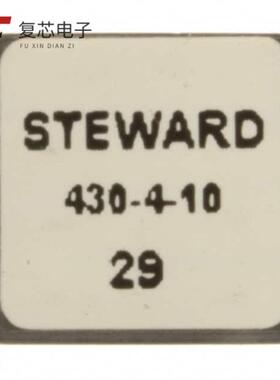 复芯电子
FU XIN DIAN ZI
STEWARD
430-4-10
29